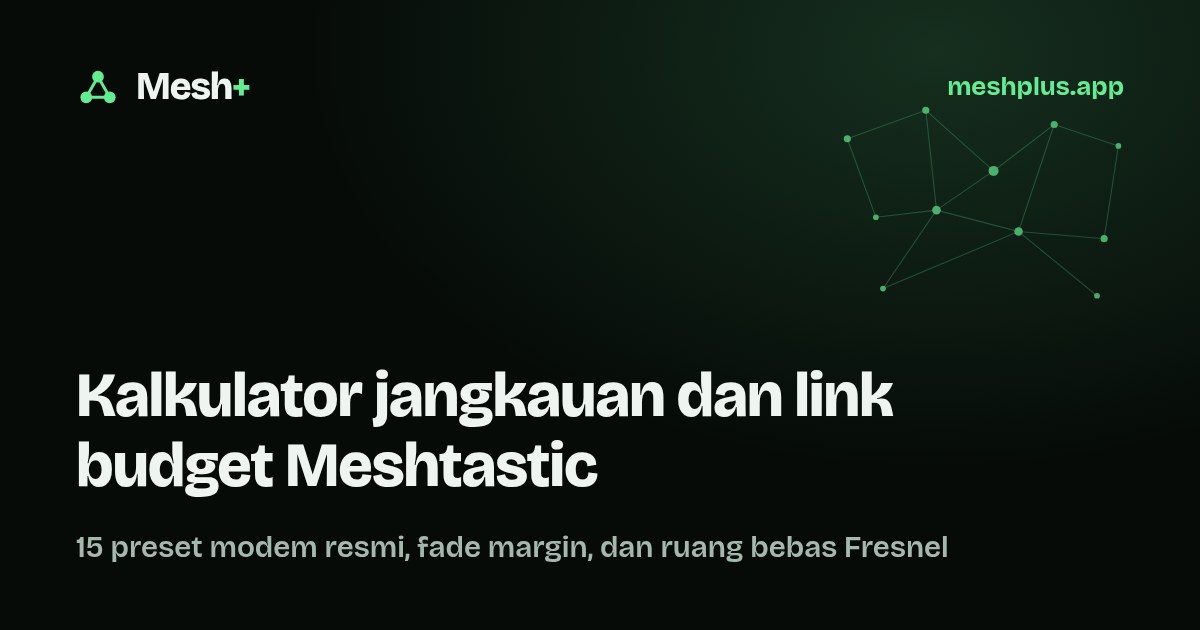 Mesh+
meshplus.app
Kalkulator jangkauan dan link
budget Meshtastic
15 preset modem resmi, fade margin, dan ruang bebas Fresnel